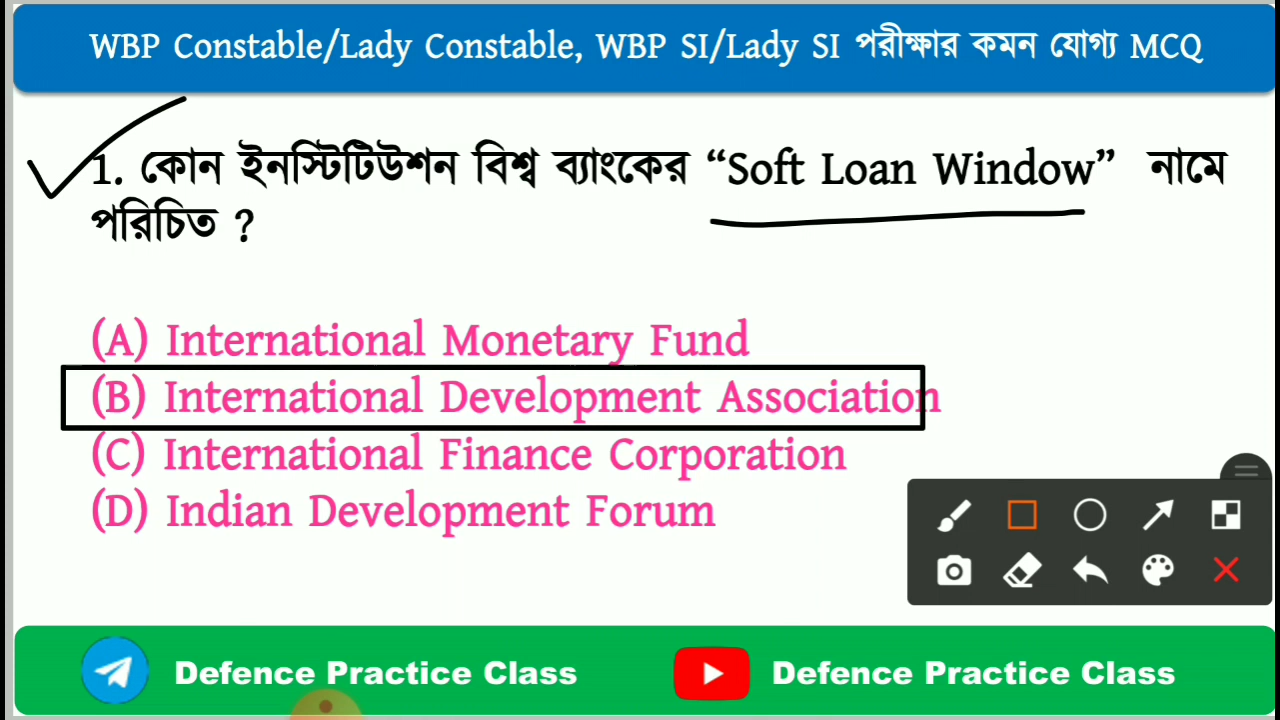 WBP Constable/Lady Constable, WBP SI/Lady SI পরীক্ষার কমন যোগ্য MCQ
1. কোন ইনস্টিটিউশন বিশ্ব ব্যাংকের “Soft Loan Window” নামে
পরিচিত ?
(A) International Monetary Fund
(B) International Development Association
(C) International Finance Corporation
(D) Indian Development Forum
Defence Practice Class
Defence Practice Class